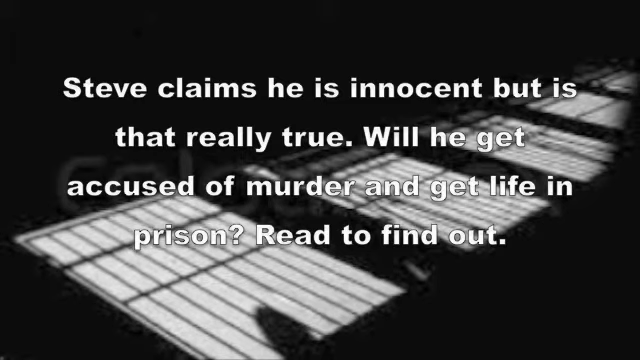 Steve claims he is innocent but is
that really true. Will he get
accused of murder and get life in
prison? Read to find out.